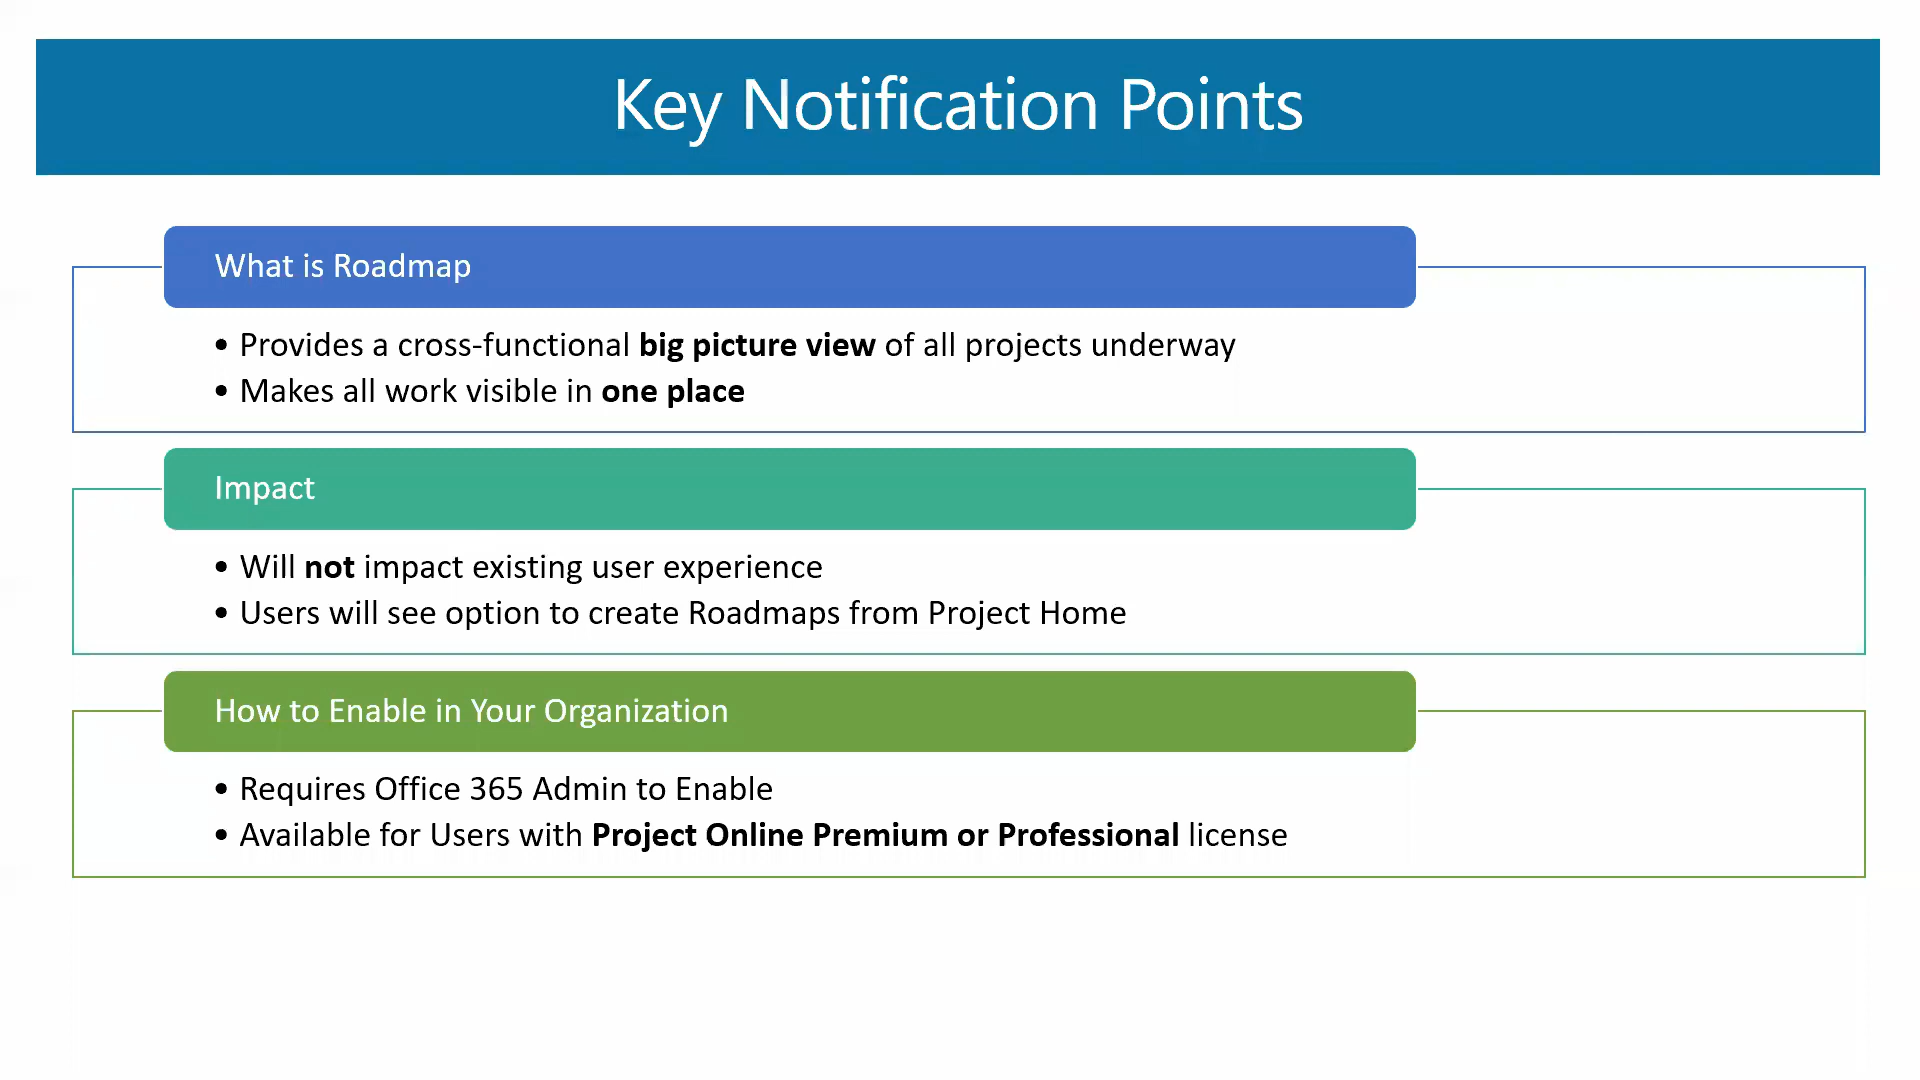 Key Notification Points
What is Roadmap
• Provides a cross-functional big picture view of all projects underway
• Makes all work visible in one place
Impact
• Will not impact existing user experience
• Users will see option to create Roadmaps from Project Home
How to Enable in Your Organization
• Requires Office 365 Admin to Enable
• Available for Users with Project Online Premium or Professional license